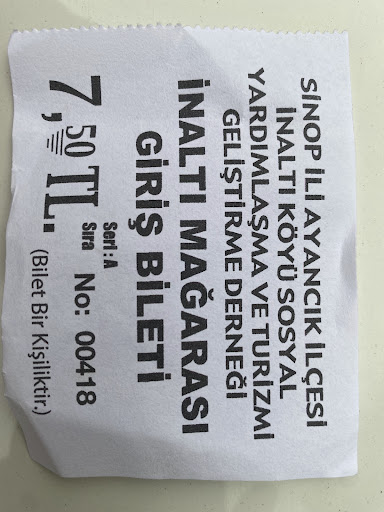 SİNOP İLİ AYANCIK İLÇESİ
İNALTI KÖYÜ SOSYAL
YARDIMLAŞMA VE TURİZMİ
GELİŞTİRME DERNEĞİ
İNALTI MAĞARASI
GİRİŞ BİLETİ
7,50 TL. Seri : A
Sıra No: 00418
(Bilet Bir Kişiliktir.)